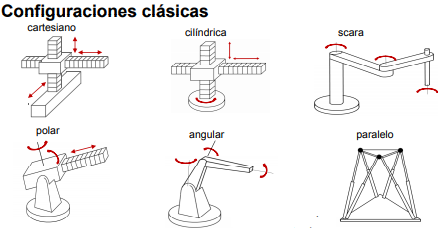 Configuraciones clásicas
cartesiano
cilíndrica
scara
polar
angular
paralelo